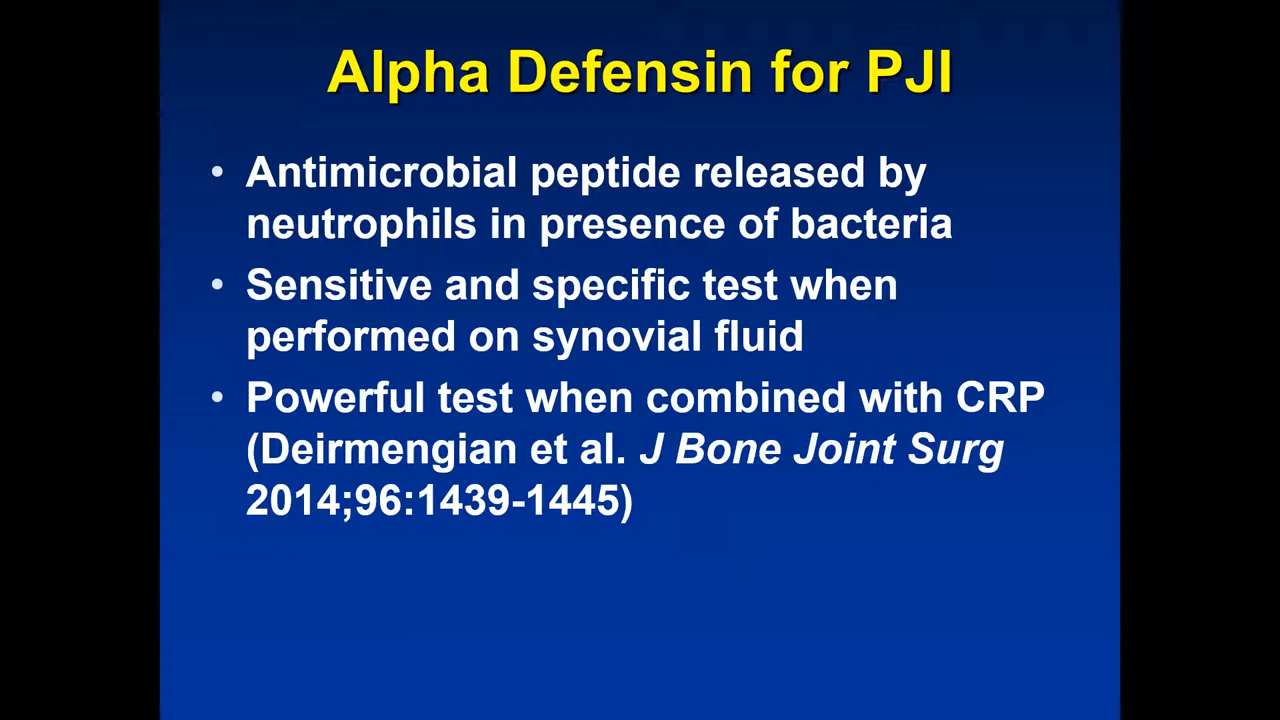 Alpha Defensin for PJI
• Antimicrobial peptide released by
neutrophils in presence of bacteria
• Sensitive and specific test when
performed on synovial fluid
• Powerful test when combined with CRP
(Deirmengian et al. J Bone Joint Surg
2014;96:1439-1445)